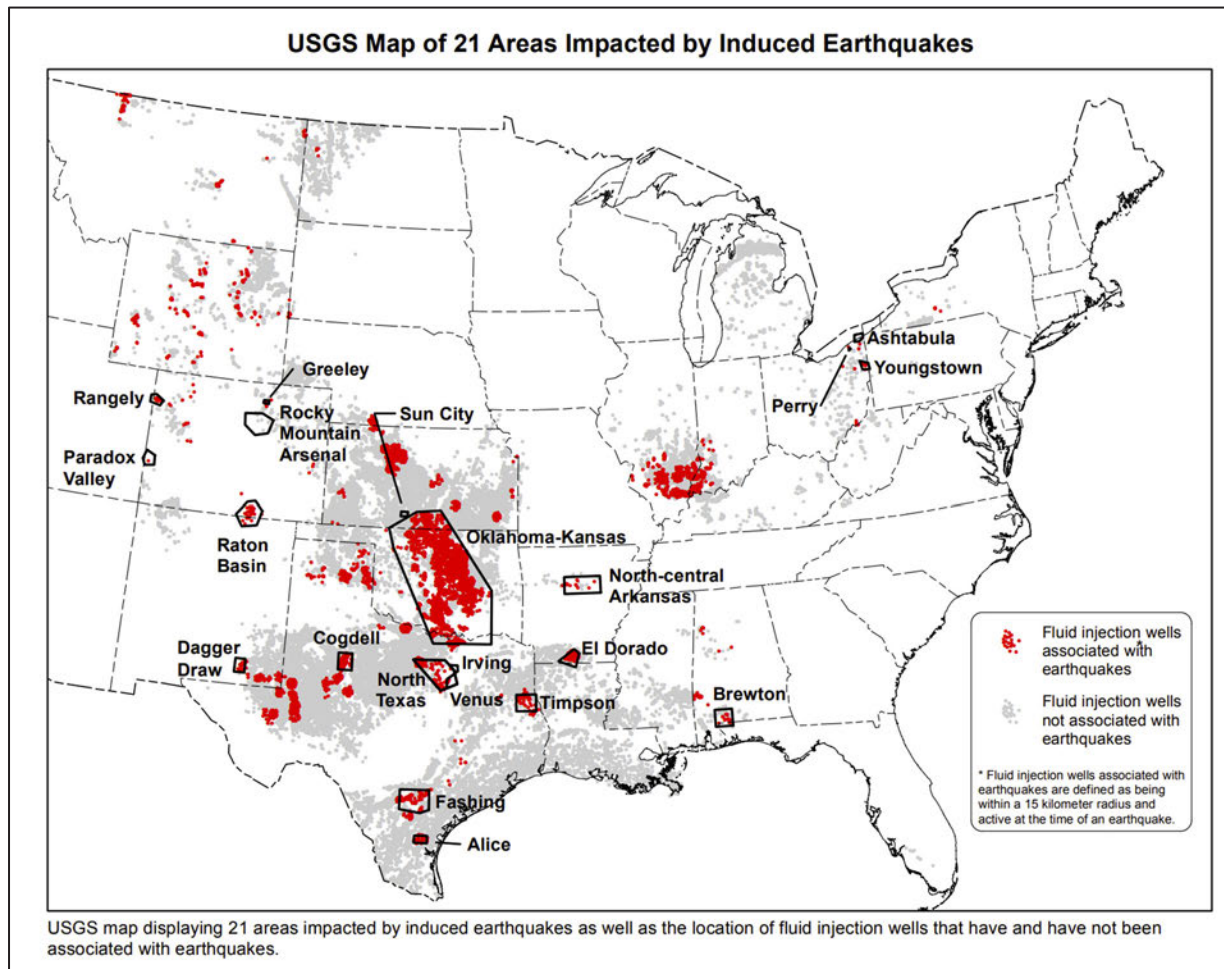 USGS Map of 21 Areas Impacted by Induced Earthquakes
Ashtabula
Youngstown
Perry
Greeley
Rangely
Rocky
Mountain
Arsenal
Sun City
Paradox
Valley
Raton
Basin
Oklahoma-Kansas
North-central
Arkansas
Dagger
Draw
Cogdell
El Dorado
Irving
North
Texas
Venus
Timpson
Brewton
Fashing
Alice
Fluid injection wells
associated with*
earthquakes
Fluid injection wells
not associated with
earthquakes
* Fluid injection wells associated with
earthquakes are defined as being
within a 15 kilometer radius and
active at the time of an earthquake.
USGS map displaying 21 areas impacted by induced earthquakes as well as the location of fluid injection wells that have and have not been
associated with earthquakes.